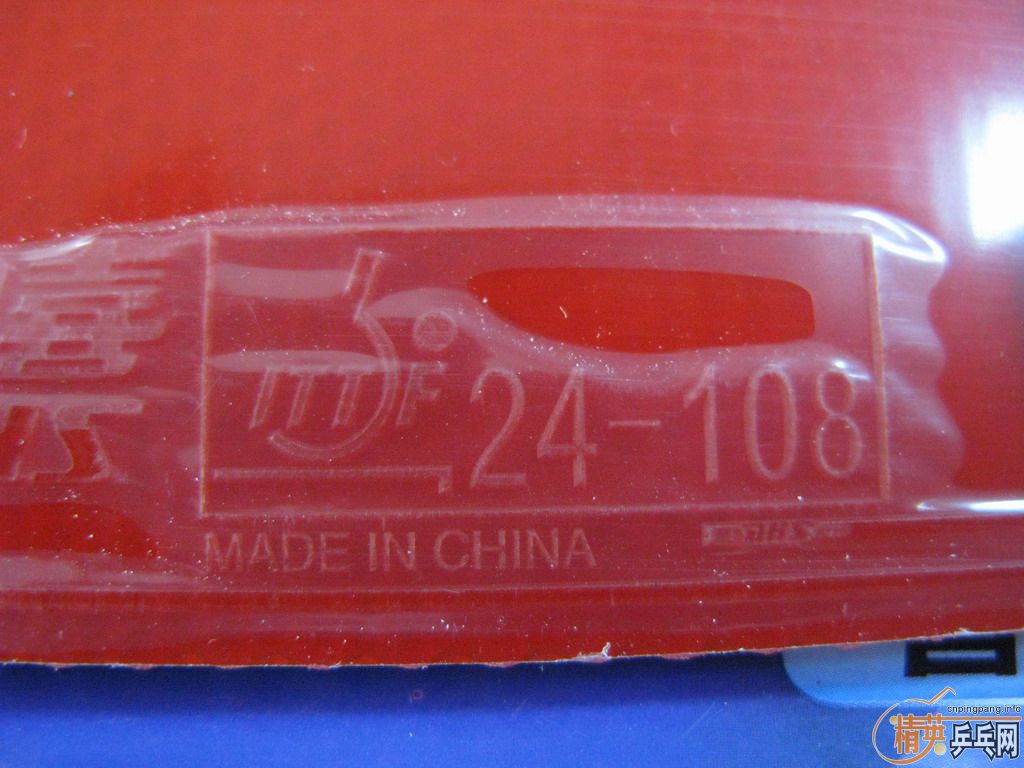 ITTF 24-108
MADE IN CHINA
cnpingpang.info
精英乒乓网